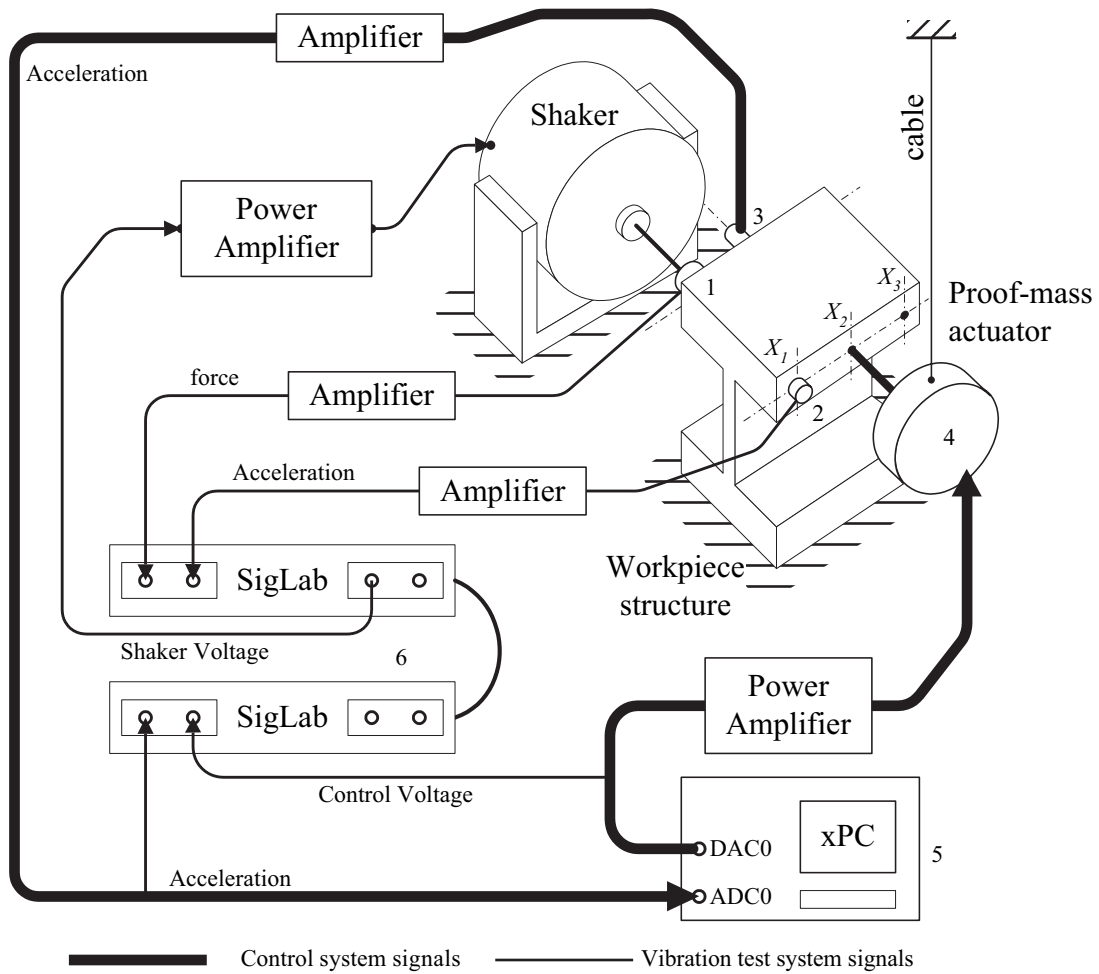 Amplifier
Acceleration
Shaker
cable
Power
Amplifier
3
1
X3
X2
X1
Proof-mass
actuator
force
Amplifier
2
4
Acceleration
Amplifier
SigLab
Workpiece
structure
Shaker Voltage
6
SigLab
Power
Amplifier
Control Voltage
xPC
DAC0
5
Acceleration
ADC0
Control system signals
Vibration test system signals